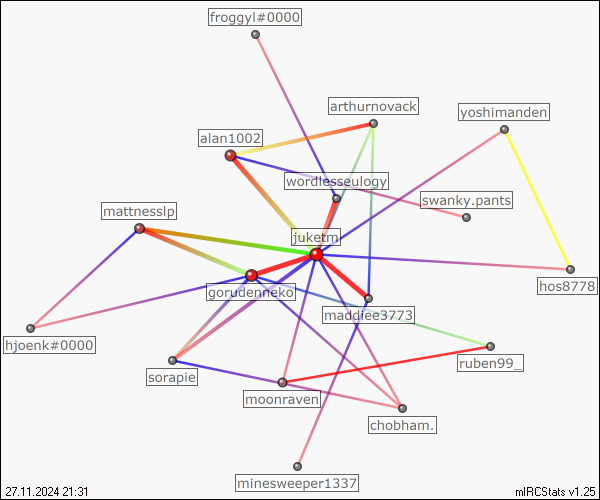 froggyl#0000
arthurnovack
yoshimanden
alan1002
wordlesseulogy
swanky.pants
mattnesslp
juketm
hos8778
gorudenneko
maddiee3773
hjoenk#0000
ruben99_
sorapie
moonraven
chobham.
minesweeper1337
27.11.2024 21:31
mIRCStats v1.25